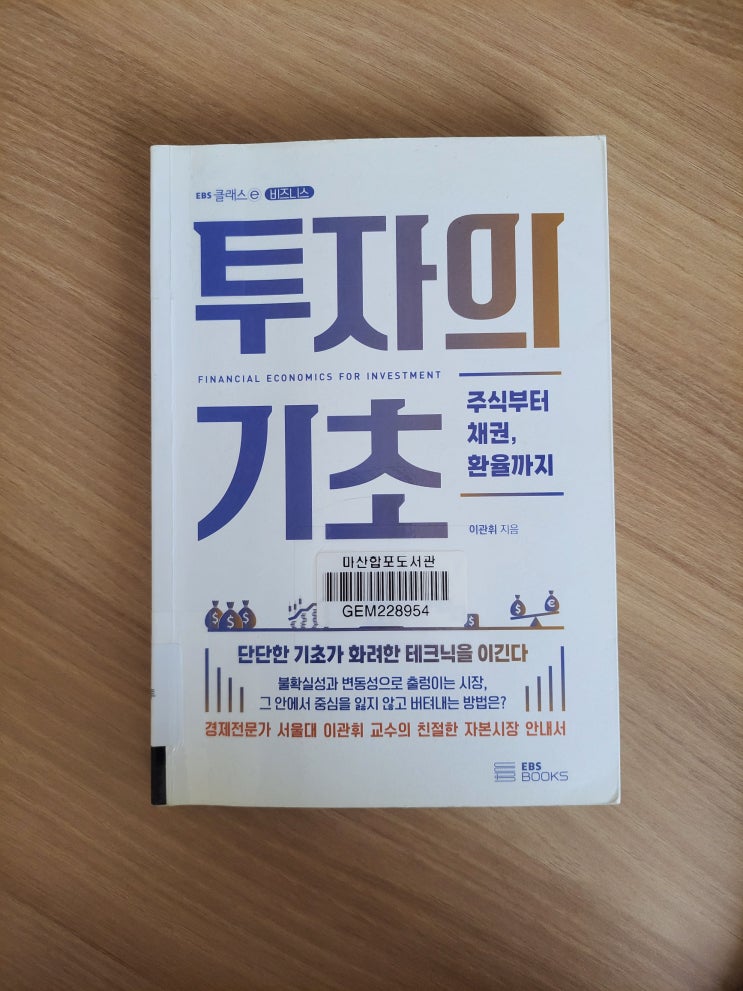 EBS 클래스 e 비즈니스
투자의
FINANCIAL ECONOMICS FOR INVESTMENT
기초
주식부터
채권,
환율까지
이관휘 지음
마산합포도서관
GEM228954
단단한 기초가 화려한 테크닉을 이긴다
불확실성과 변동성으로 출렁이는 시장,
그 안에서 중심을 잃지 않고 버텨내는 방법은?
경제전문가 서울대 이관휘 교수의 친절한 자본시장 안내서
EBS
BOOKS